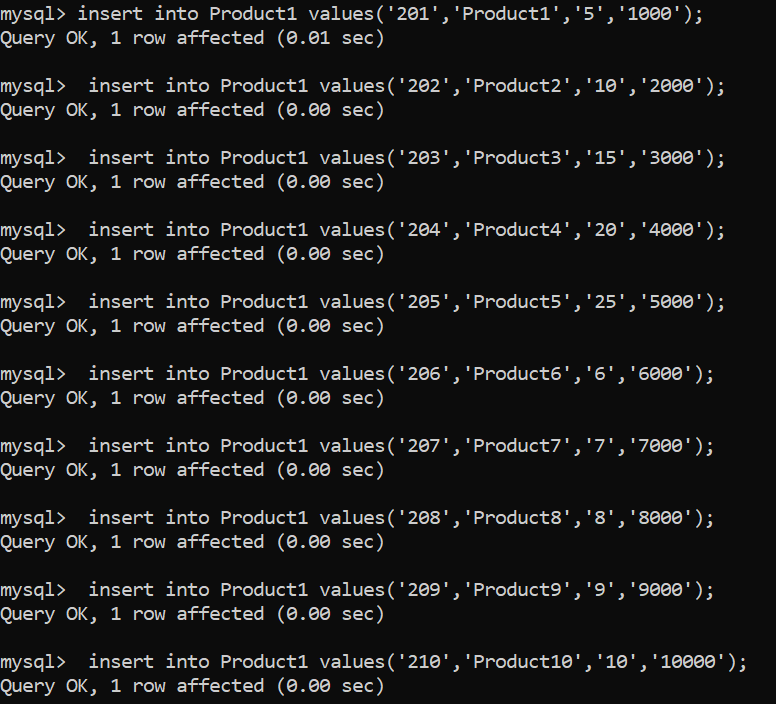 mysql> insert into Product1 values('201','Product1','5','1000');
Query OK, 1 row affected (0.01 sec)
mysql>  insert into Product1 values('202','Product2','10','2000');
Query OK, 1 row affected (0.00 sec)
mysql>  insert into Product1 values('203','Product3','15','3000');
Query OK, 1 row affected (0.00 sec)
mysql>  insert into Product1 values('204','Product4','20','4000');
Query OK, 1 row affected (0.00 sec)
mysql>  insert into Product1 values('205','Product5','25','5000');
Query OK, 1 row affected (0.00 sec)
mysql>  insert into Product1 values('206','Product6','6','6000');
Query OK, 1 row affected (0.00 sec)
mysql>  insert into Product1 values('207','Product7','7','7000');
Query OK, 1 row affected (0.00 sec)
mysql>  insert into Product1 values('208','Product8','8','8000');
Query OK, 1 row affected (0.00 sec)
mysql>  insert into Product1 values('209','Product9','9','9000');
Query OK, 1 row affected (0.00 sec)
mysql>  insert into Product1 values('210','Product10','10','10000');
Query OK, 1 row affected (0.00 sec)